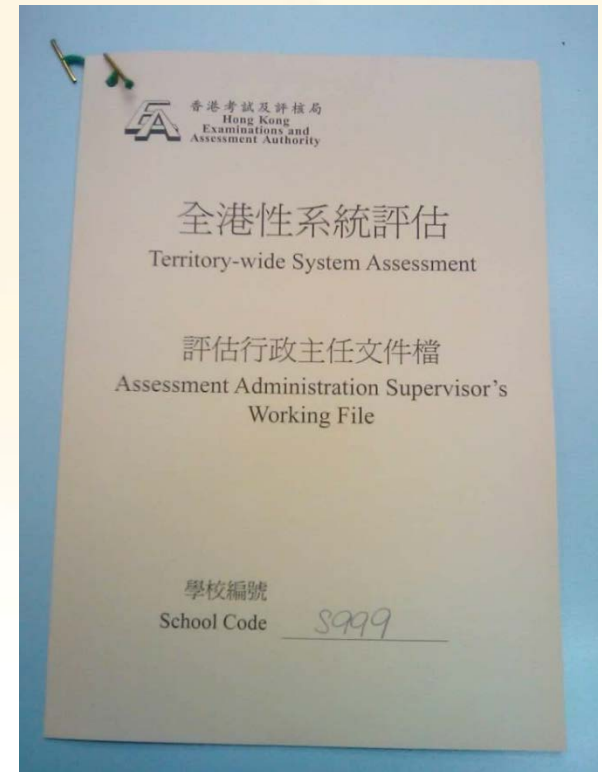 香港考試及評核局
Hong Kong
Examinations and
Assessment Authority
全港性系統評估
Territory-wide System Assessment
評估行政主任文件檔
Assessment Administration Supervisor's
Working File
學校編號
School Code S999